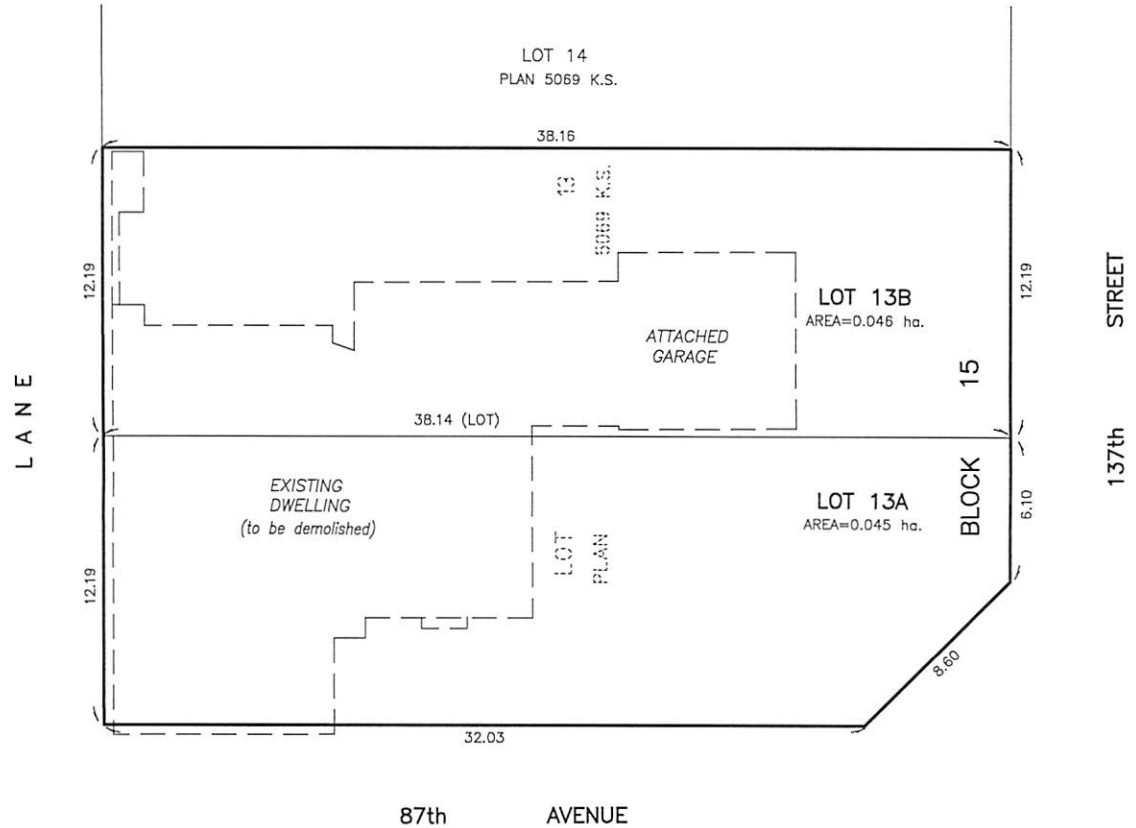 LOT 14
PLAN 5069 K.S.
38.16
13
5069 K.S.
12.19
12.19
LANE
STREET
137th
LOT 13B
AREA=0.046 ha.
ATTACHED
GARAGE
15
38.14 (LOT)
EXISTING
DWELLING
(to be demolished)
LOT
PLAN
LOT 13A
AREA=0.045 ha.
BLOCK
6.10
12.19
8.60
32.03
87th AVENUE